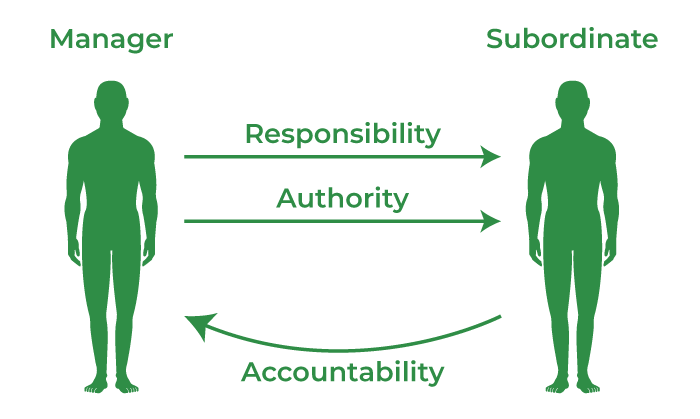 Manager
Subordinate
Responsibility
Authority
Accountability